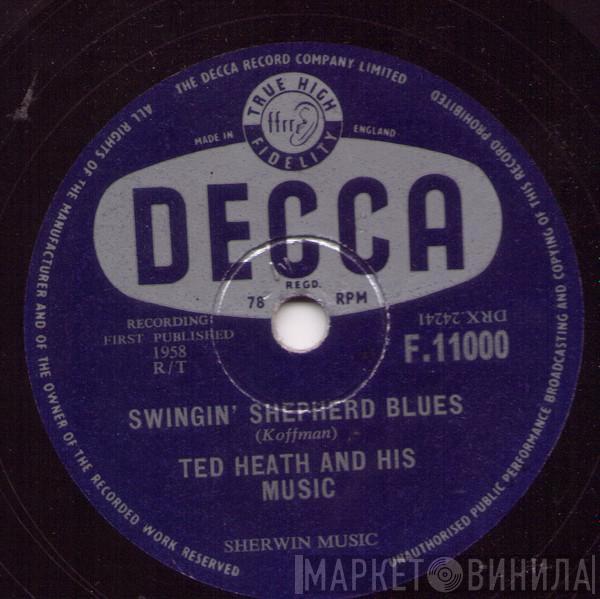 THE DECCA RECORD COMPANY LIMITED
ALL RIGHTS OF THE MANUFACTURER AND OF THE OWNER OF THE RECORDED WORK RESERVED
UNAUTHORISED PUBLIC PERFORMANCE BROADCASTING AND COPYING OF THIS RECORD PROHIBITED
TRUE HIGH
ffrr
FIDELITY
MADE IN
ENGLAND
DECCA
REGD.
78 RPM
RECORDING
FIRST PUBLISHED
1958
R/T
DRX.24241
F.11000
SWINGIN' SHEPHERD BLUES
(Koffman)
TED HEATH AND HIS
MUSIC
SHERWIN MUSIC
МАРКЕТ ВИНИЛА